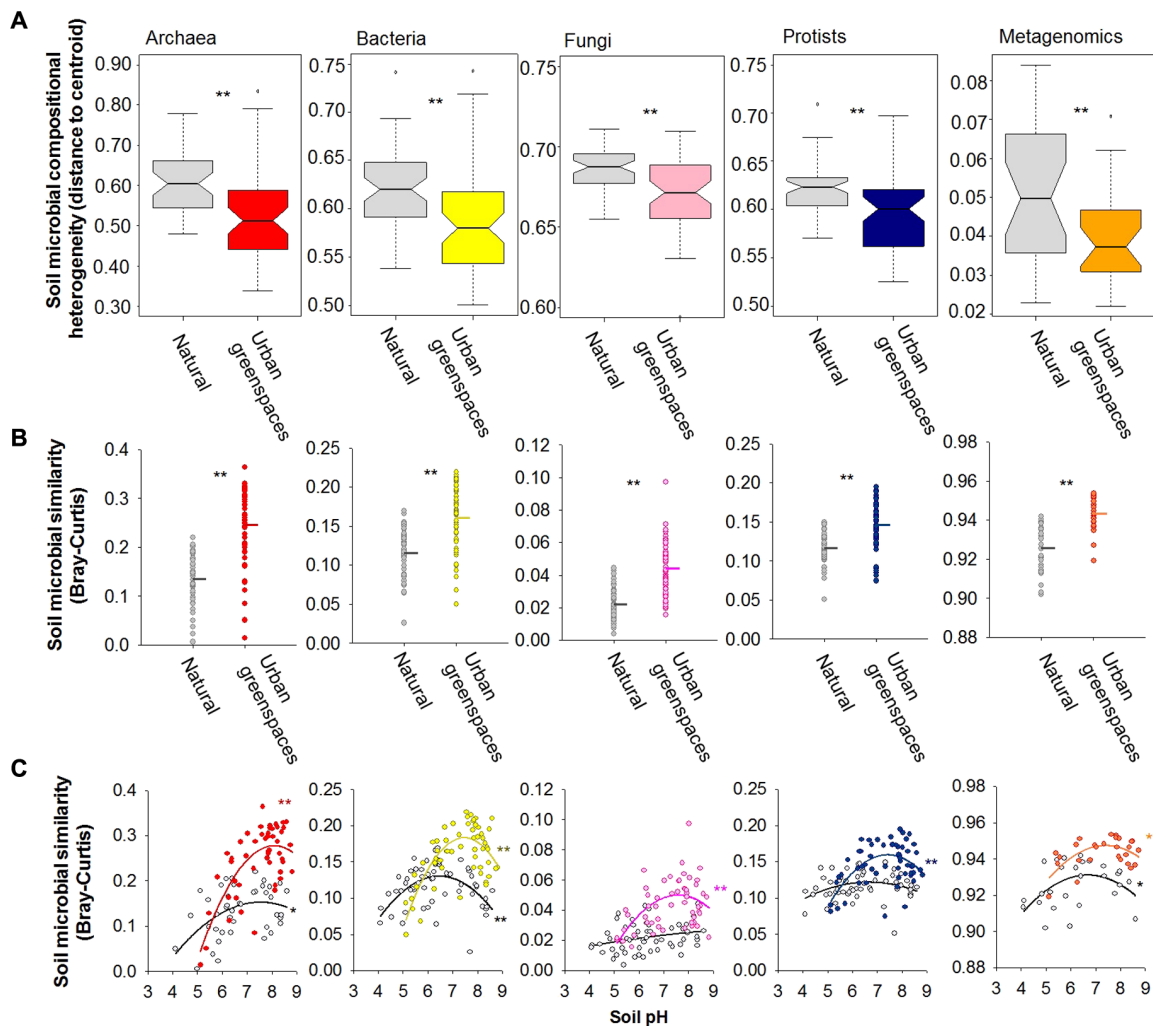 A
Archaea
Bacteria
Fungi
Protists
Metagenomics
Soil microbial compositional
heterogeneity (distance to centroid)
0.90
0.80
0.70
0.60
0.50
0.40
0.30
**
Natural
Urban
greenspaces
0.75
0.70
0.65
0.60
0.55
0.50
**
Natural
Urban
greenspaces
0.75
0.70
0.65
0.60
**
Natural
Urban
greenspaces
0.75
0.70
0.65
0.60
0.55
0.50
**
Natural
Urban
greenspaces
0.08
0.07
0.06
0.05
0.04
0.03
0.02
**
Natural
Urban
greenspaces
B
Soil microbial similarity
(Bray-Curtis)
0.4
0.3
0.2
0.1
0.0
**
Natural
Urban
greenspaces
0.25
0.20
0.15
0.10
0.05
0.00
**
Natural
Urban
greenspaces
0.12
0.10
0.08
0.06
0.04
0.02
0.00
**
Natural
Urban
greenspaces
0.25
0.20
0.15
0.10
0.05
0.00
**
Natural
Urban
greenspaces
0.98
0.96
0.94
0.92
0.90
0.88
**
Natural
Urban
greenspaces
C
Soil microbial similarity
(Bray-Curtis)
0.4
0.3
0.2
0.1
0.0
**
*
3 4 5 6 7 8 9
0.25
0.20
0.15
0.10
0.05
0.00
**
**
3 4 5 6 7 8 9
0.12
0.10
0.08
0.06
0.04
0.02
0.00
**
3 4 5 6 7 8 9
0.25
0.20
0.15
0.10
0.05
0.00
**
3 4 5 6 7 8 9
0.98
0.96
0.94
0.92
0.90
0.88
*
*
3 4 5 6 7 8 9
Soil pH